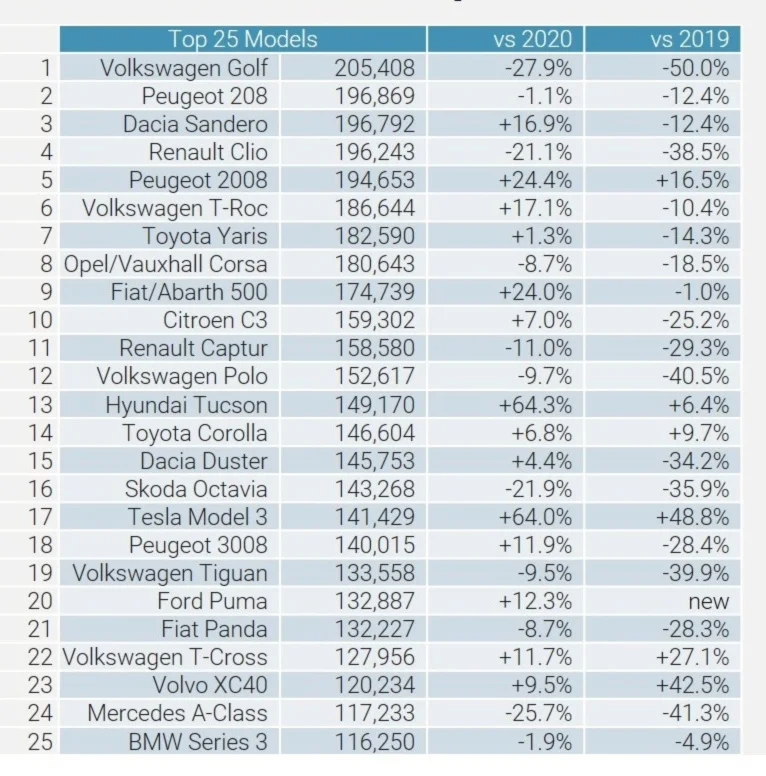 Top 25 Models vs 2020 vs 2019
1 Volkswagen Golf 205,408 -27.9% -50.0%
2 Peugeot 208 196,869 -1.1% -12.4%
3 Dacia Sandero 196,792 +16.9% -12.4%
4 Renault Clio 196,243 -21.1% -38.5%
5 Peugeot 2008 194,653 +24.4% +16.5%
6 Volkswagen T-Roc 186,644 +17.1% -10.4%
7 Toyota Yaris 182,590 +1.3% -14.3%
8 Opel/Vauxhall Corsa 180,643 -8.7% -18.5%
9 Fiat/Abarth 500 174,739 +24.0% -1.0%
10 Citroen C3 159,302 +7.0% -25.2%
11 Renault Captur 158,580 -11.0% -29.3%
12 Volkswagen Polo 152,617 -9.7% -40.5%
13 Hyundai Tucson 149,170 +64.3% +6.4%
14 Toyota Corolla 146,604 +6.8% +9.7%
15 Dacia Duster 145,753 +4.4% -34.2%
16 Skoda Octavia 143,268 -21.9% -35.9%
17 Tesla Model 3 141,429 +64.0% +48.8%
18 Peugeot 3008 140,015 +11.9% -28.4%
19 Volkswagen Tiguan 133,558 -9.5% -39.9%
20 Ford Puma 132,887 +12.3% new
21 Fiat Panda 132,227 -8.7% -28.3%
22 Volkswagen T-Cross 127,956 +11.7% +27.1%
23 Volvo XC40 120,234 +9.5% +42.5%
24 Mercedes A-Class 117,233 -25.7% -41.3%
25 BMW Series 3 116,250 -1.9% -4.9%